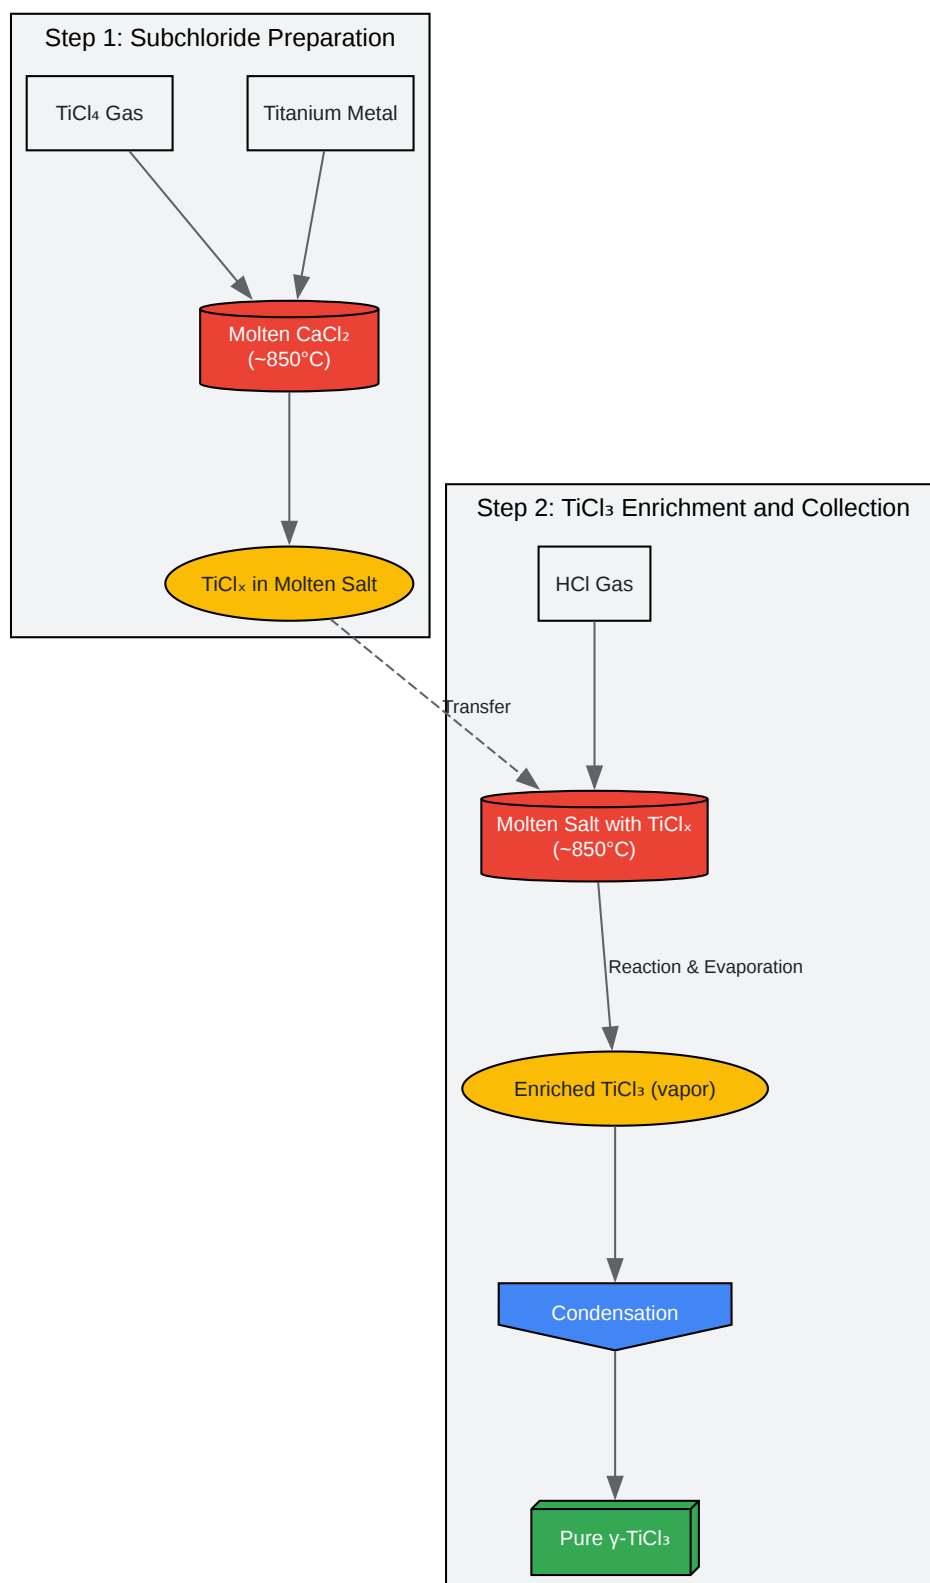 Step 1: Subchloride Preparation
TiCl₄ Gas
Titanium Metal
Molten CaCl₂
(~850°C)
TiClₓ in Molten Salt
Transfer
Step 2: TiCl₃ Enrichment and Collection
HCl Gas
Molten Salt with TiClₓ
(~850°C)
Reaction & Evaporation
Enriched TiCl₃ (vapor)
Condensation
Pure γ-TiCl₃